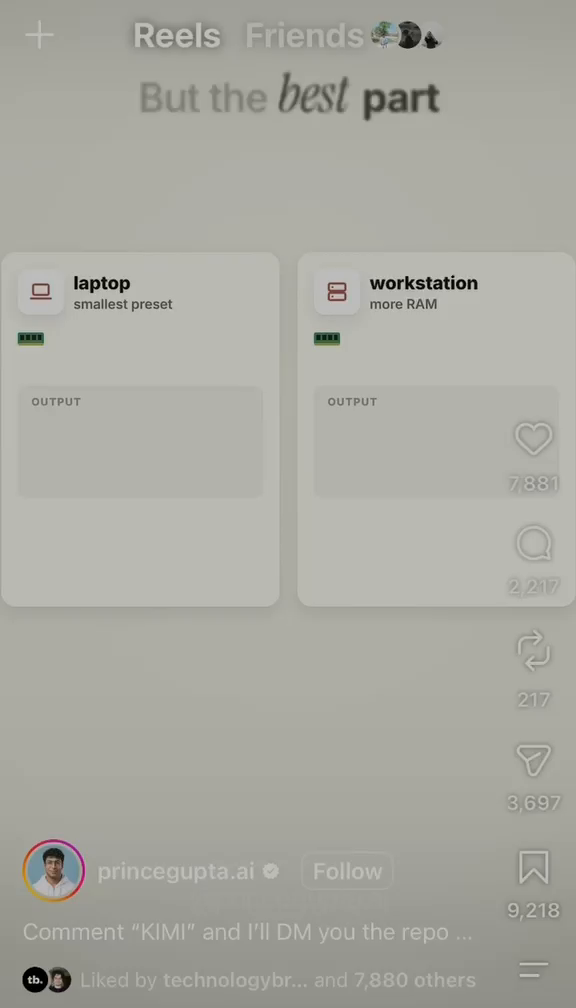 Reels Friends
But the best part
laptop
smallest preset
OUTPUT
workstation
more RAM
OUTPUT
7,881
2,217
217
3,697
9,218
princegupta.ai
Follow
Comment “KIMI” and I’ll DM you the repo ...
tb.
Liked by technologybr... and 7,880 others